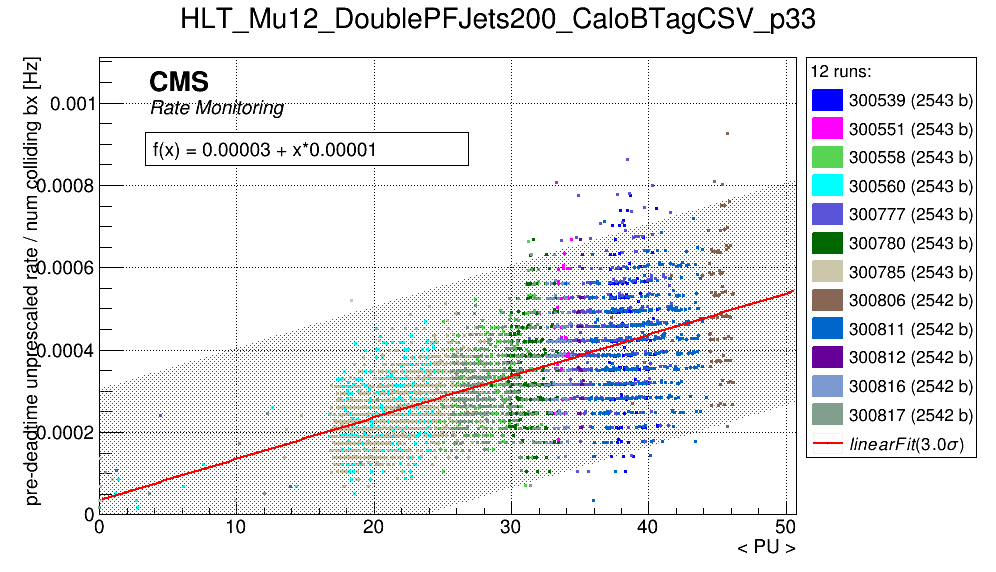 HLT_Mu12_DoublePFJets200_CaloBTagCSV_p33
pre-deadtime unprescaled rate / num colliding bx [Hz]
CMS
Rate Monitoring
f(x) = 0.00003 + x*0.00001
0.001
0.0008
0.0006
0.0004
0.0002
0
0 10 20 30 40 50
< PU >
12 runs:
300539 (2543 b)
300551 (2543 b)
300558 (2543 b)
300560 (2543 b)
300777 (2543 b)
300780 (2543 b)
300785 (2543 b)
300806 (2542 b)
300811 (2542 b)
300812 (2542 b)
300816 (2542 b)
300817 (2542 b)
linearFit(3.0σ)